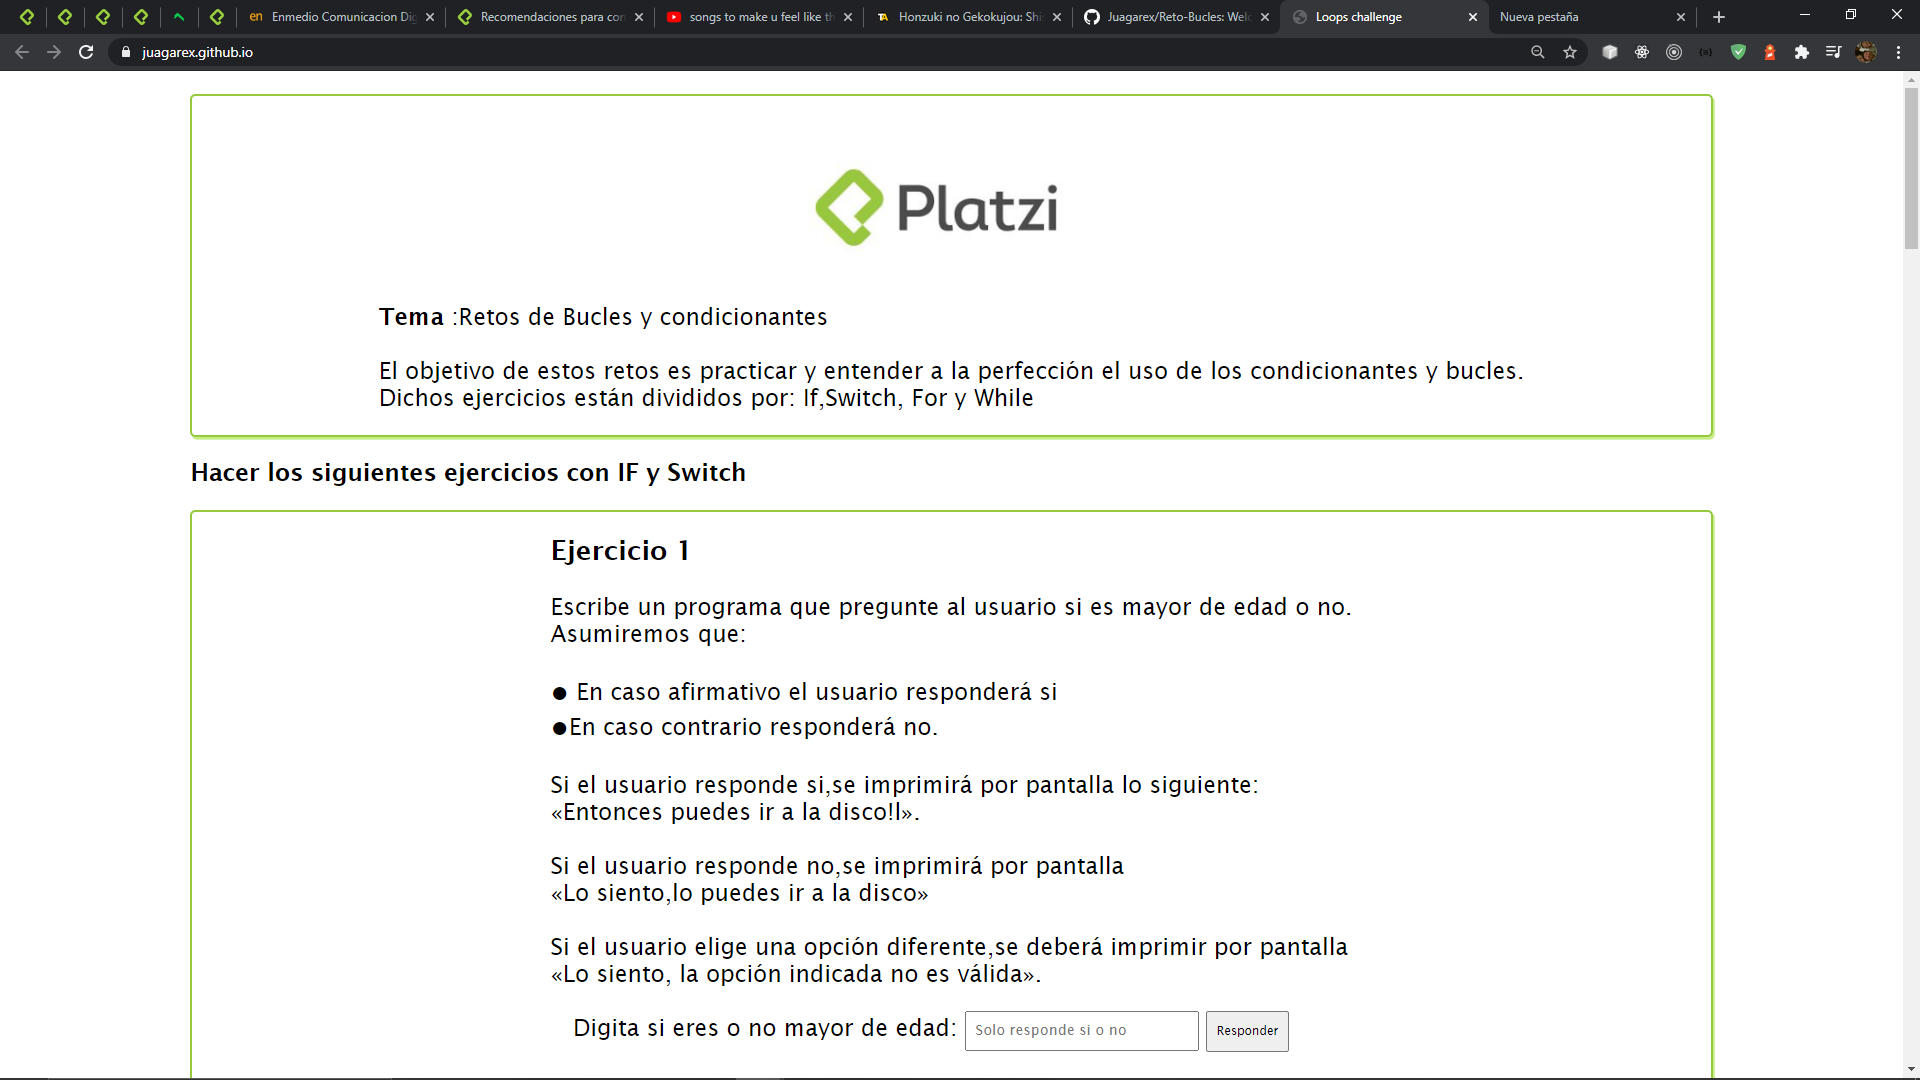 en Enmedio Comunicacion Dig
Recomendaciones para con
songs to make u feel like th
TA Honzuki no Gekokujou: Shi
Juagarex/Reto-Bucles: Welc
Loops challenge
Nueva pestaña
juagarex.github.io
Platzi
Tema :Retos de Bucles y condicionantes
El objetivo de estos retos es practicar y entender a la perfección el uso de los condicionantes y bucles.
Dichos ejercicios están divididos por: If,Switch, For y While
Hacer los siguientes ejercicios con IF y Switch
Ejercicio 1
Escribe un programa que pregunte al usuario si es mayor de edad o no.
Asumiremos que:
● En caso afirmativo el usuario responderá si
●En caso contrario responderá no.
Si el usuario responde si,se imprimirá por pantalla lo siguiente:
«Entonces puedes ir a la disco!l».
Si el usuario responde no,se imprimirá por pantalla
«Lo siento,lo puedes ir a la disco»
Si el usuario elige una opción diferente,se deberá imprimir por pantalla
«Lo siento, la opción indicada no es válida».
Digita si eres o no mayor de edad: Solo responde si o no Responder